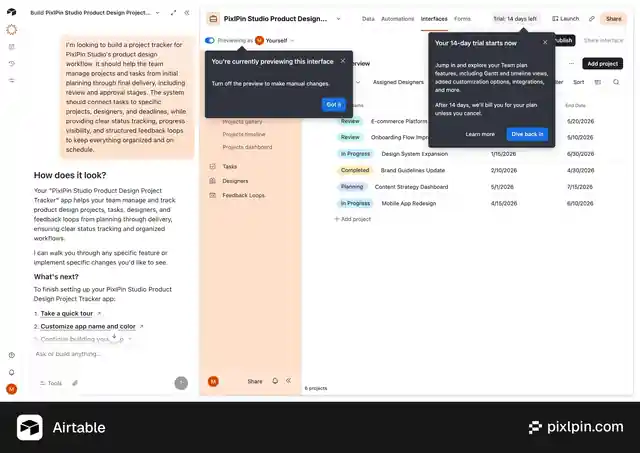 Build PixlPin Studio Product Design Project...
I'm looking to build a project tracker for
PixlPin Studio's product design
workflow. It should help the team
manage projects and tasks from initial
planning through final delivery, including
review and approval stages. The system
should connect tasks to specific
projects, designers, and deadlines, while
providing clear status tracking, progress
visibility, and structured feedback loops
to keep everything organized and on
schedule.
How does it look?
Your "PixlPin Studio Product Design Project
Tracker" app helps your team manage and track
product design projects, tasks, designers, and
feedback loops from planning through delivery,
ensuring clear status tracking and organized
workflows.
I can walk you through any specific feature or
implement specific changes you'd like to see.
What's next?
To finish setting up your PixlPin Studio Product
Design Project Tracker app:
1. Take a quick tour
2. Customize app name and color
3. Continue building your app
Ask or build anything...
Tools
M
PixlPin Studio Product Design...
Data
Automations
Interfaces
Forms
Trial: 14 days left
Launch
Share
Previewing as
M
Yourself
Publish
Share interface
You're currently previewing this interface
Turn off the preview to make manual changes.
Got it
Your 14-day trial starts now
Jump in and explore your Team plan
features, including Gantt and timeline views,
added customization options, integrations,
and more.
After 14 days, we'll bill you for your plan
unless you cancel.
Learn more
Dive back in
Add project
Assigned Designers
Sort
Projects gallery
Projects timeline
Projects dashboard
Tasks
Designers
Feedback Loops
End Date
Review E-commerce Platform 5/20/2026
Review Onboarding Flow Impro 5/10/2026
In Progress Design System Expansion 1/15/2026 6/30/2026
Completed Brand Guidelines Update 2/10/2026 4/30/2026
Planning Content Strategy Dashboard 5/1/2026 7/15/2026
In Progress Mobile App Redesign 4/15/2026 6/10/2026
+ Add project
M
Share
6 projects
Airtable
pixlpin.com